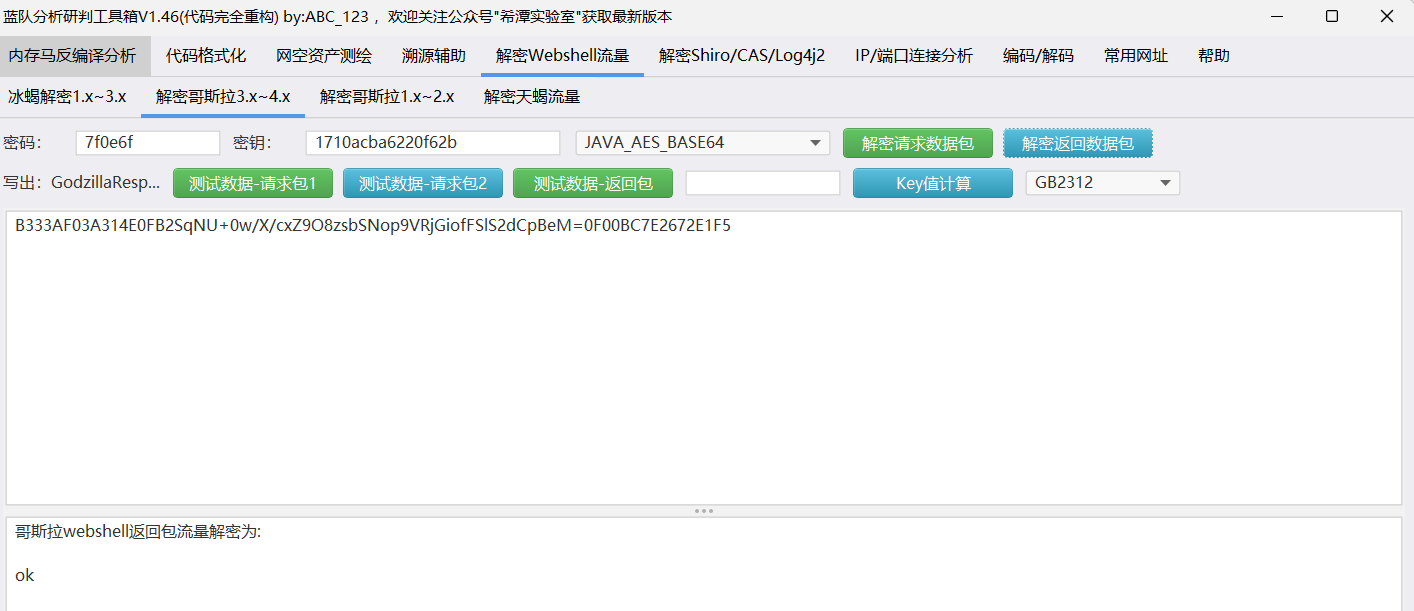 蓝队分析研判工具箱V1.46(代码完全重构) by:ABC_123 ，欢迎关注公众号"希潭实验室"获取最新版本
内存马反编译分析 代码格式化 网空资产测绘 溯源辅助 解密Webshell流量 解密Shiro/CAS/Log4j2 IP/端口连接分析 编码/解码 常用网址 帮助
冰蝎解密1.x~3.x 解密哥斯拉3.x~4.x 解密哥斯拉1.x~2.x 解密天蝎流量
密码： 7f0e6f 密钥： 1710acba6220f62b JAVA_AES_BASE64 解密请求数据包 解密返回数据包
写出：GodzillaResp... 测试数据-请求包1 测试数据-请求包2 测试数据-返回包 Key值计算 GB2312
B333AF03A314E0FB2SqNU+0w/X/cxZ9O8zsbSNop9VRjGiofFSlS2dCpBeM=0F00BC7E2672E1F5
哥斯拉webshell返回包流量解密为:
ok